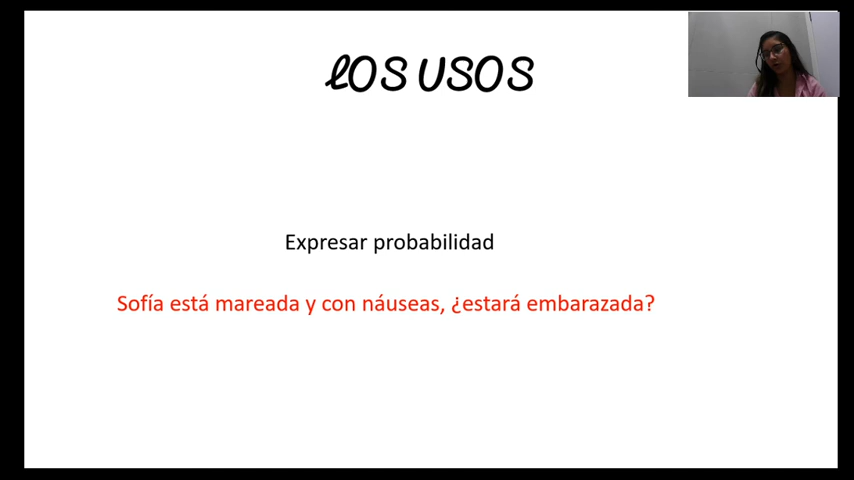 LOS USOS
Expresar probabilidad
Sofía está mareada y con náuseas, ¿estará embarazada?